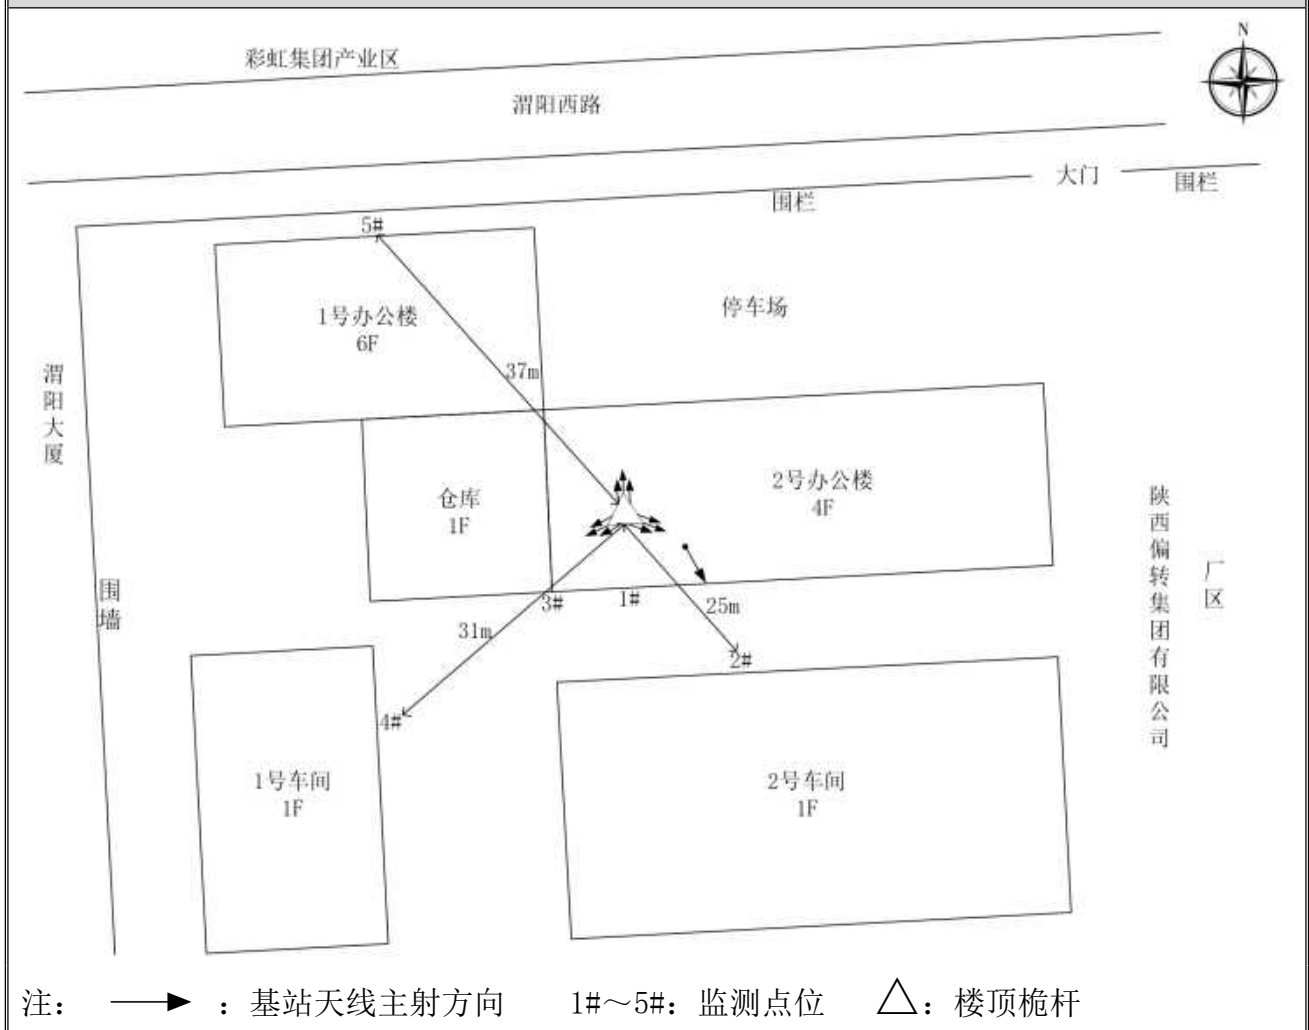 N
彩虹集团产业区
渭阳西路
大门
围栏
围栏
5#
1号办公楼
6F
停车场
37m
渭阳大厦
仓库
1F
2号办公楼
4F
陕西偏转集团有限公司
厂区
围墙
3#
1#
25m
31m
2#
4#
1号车间
1F
2号车间
1F
注： ：基站天线主射方向 1#～5#：监测点位 △：楼顶桅杆